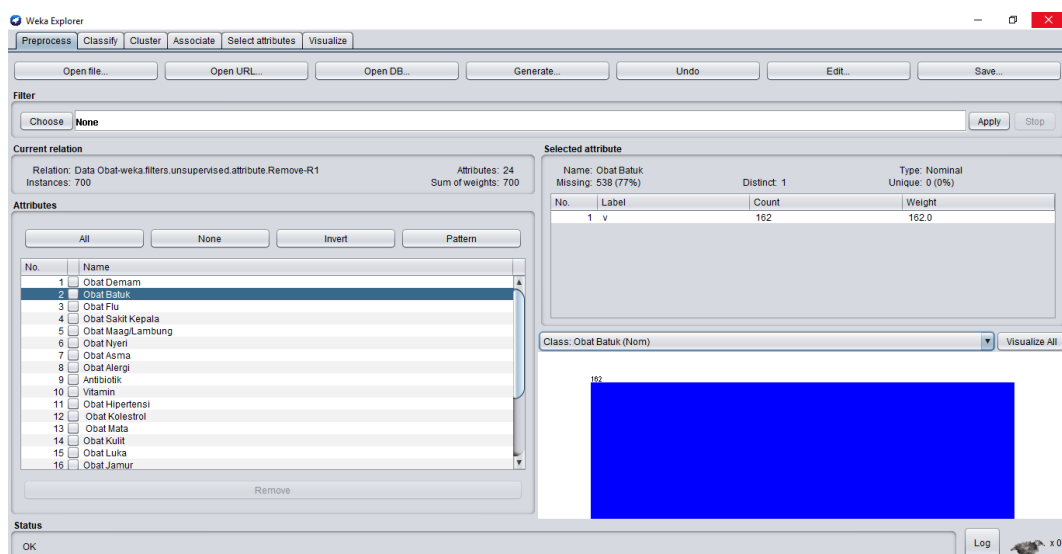 Weka Explorer
Preprocess Classify Cluster Associate Select attributes Visualize
Open file... Open URL... Open DB... Generate... Undo Edit... Save...
Filter
Choose None Apply Stop
Current relation
Relation: Data Obat-weka.filters.unsupervised.attribute.Remove-R1 Attributes: 24
Instances: 700 Sum of weights: 700
Attributes
All None Invert Pattern
No. Name
1 Obat Demam
2 Obat Batuk
3 Obat Flu
4 Obat Sakit Kepala
5 Obat Maag/Lambung
6 Obat Nyeri
7 Obat Asma
8 Obat Alergi
9 Antibiotik
10 Vitamin
11 Obat Hipertensi
12 Obat Kolestrol
13 Obat Mata
14 Obat Kulit
15 Obat Luka
16 Obat Jamur
Remove
Selected attribute
Name: Obat Batuk Type: Nominal
Missing: 538 (77%) Distinct: 1 Unique: 0 (0%)
No. Label Count Weight
1 v 162 162.0
Class: Obat Batuk (Nom) Visualize All
162
Status
OK Log x 0